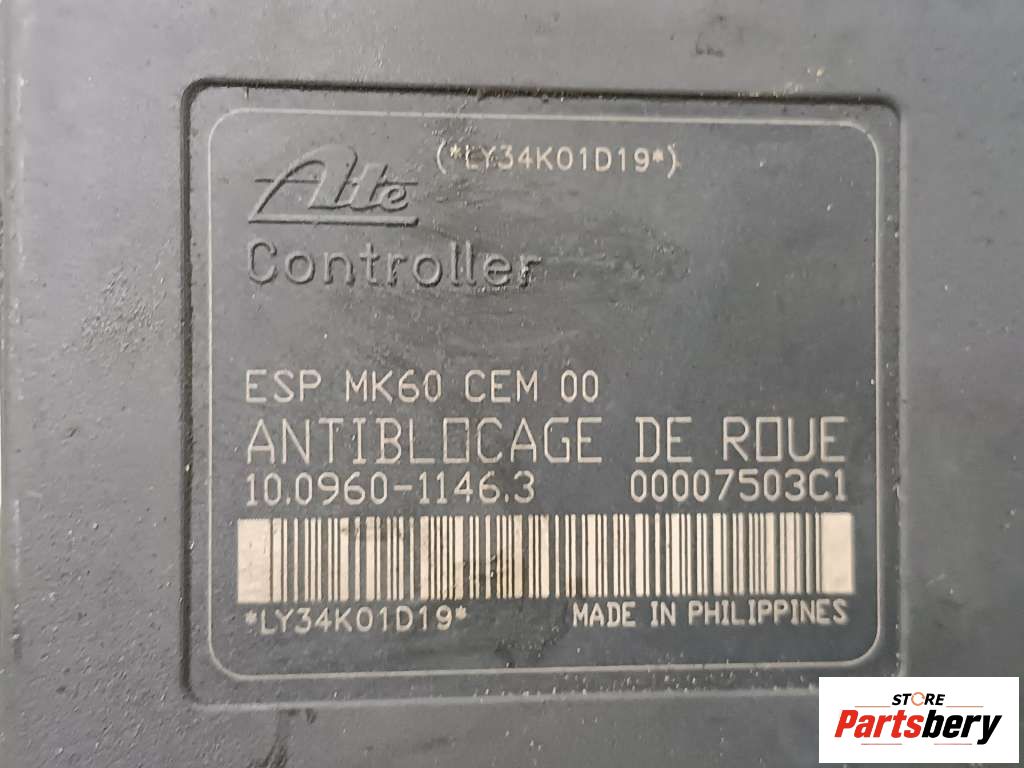 (*LY34K01D19*)
Ate
Controller
ESP MK60 CEM 00
ANTIBLOCAGE DE ROUE
10.0960-1146.3 00007503C1
*LY34K01D19* MADE IN PHILIPPINES
STORE
Partsbery